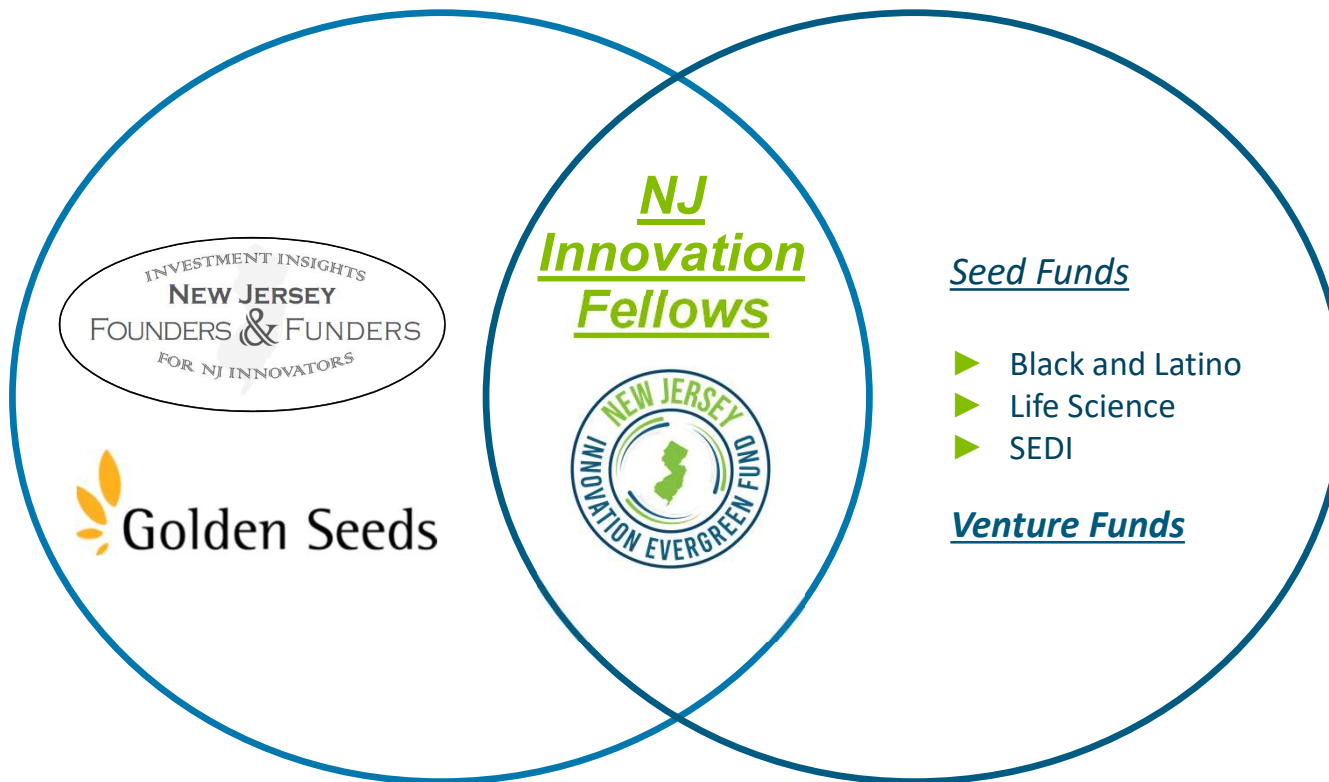 INVESTMENT INSIGHTS
NEW JERSEY
FOUNDERS & FUNDERS
FOR NJ INNOVATORS
Golden Seeds
NJ
Innovation
Fellows
NEW JERSEY
INNOVATION EVERGREEN FUND
Seed Funds
► Black and Latino
► Life Science
► SEDI
Venture Funds